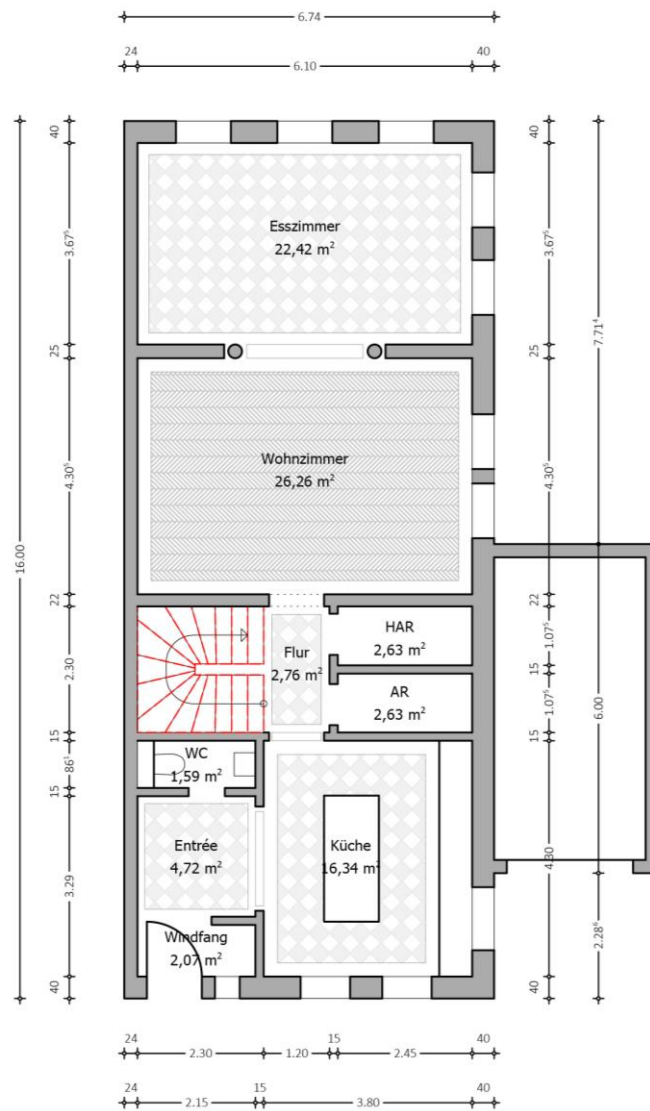 6.74
24 6.10 40
40 40
Esszimmer
22,42 m²
3.67⁵ 3.67⁵
7.71⁴
25 25
Wohnzimmer
26,26 m²
4.30⁵ 4.30⁵
16.00
22 22
HAR
2,63 m²
Flur
2,76 m²
AR
2,63 m²
2.30
1.07⁵
15
1.07⁵
6.00
15 15
WC
1,59 m²
86¹
15
Entrée
4,72 m²
Küche
16,34 m²
4.30
3.29
Windfang
2,07 m²
2.28⁶
40 40
24 2.30 1.20 15 2.45 40
24 2.15 15 3.80 40